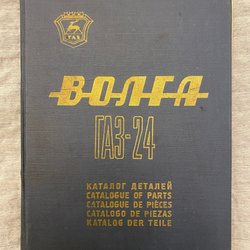 ГАЗ
ВОЛГА
ГАЗ-24
КАТАЛОГ ДЕТАЛЕЙ
CATALOGUE OF PARTS
CATALOGUE DE PIÈCES
CATALOGO DE PIEZAS
KATALOG DER TEILE